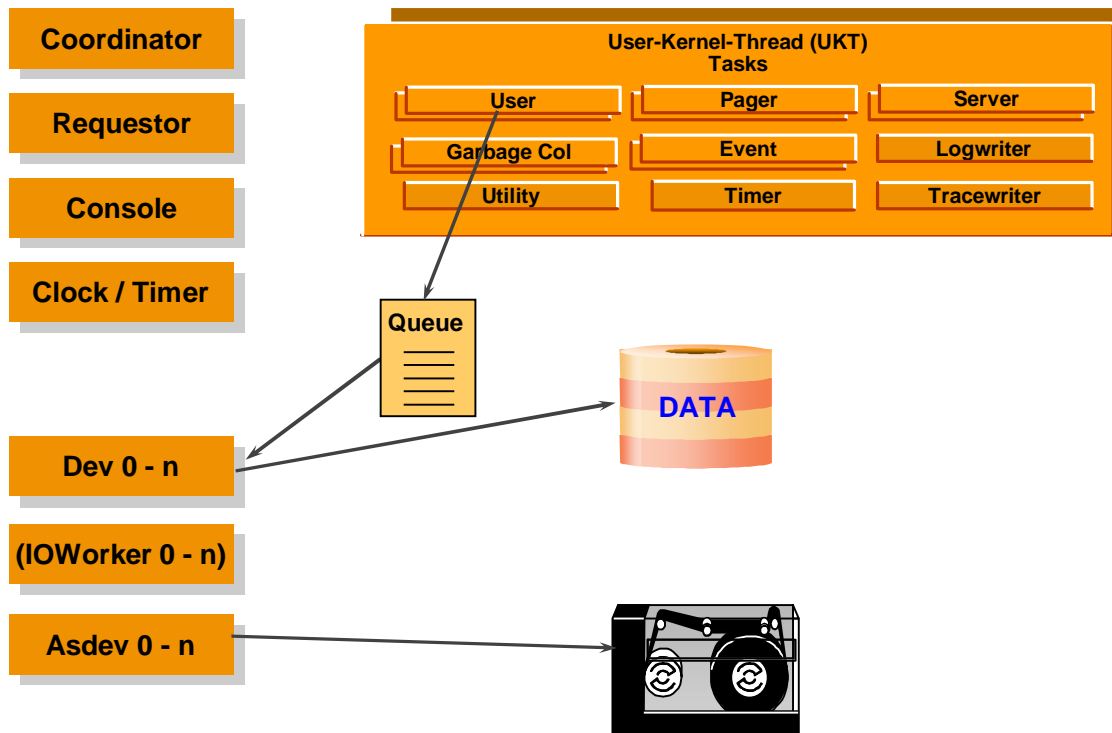 Coordinator
Requestor
Console
Clock / Timer
Dev 0 - n
(IOWorker 0 - n)
Asdev 0 - n
User-Kernel-Thread (UKT)
Tasks
User
Pager
Server
Garbage Col
Event
Logwriter
Utility
Timer
Tracewriter
Queue
DATA